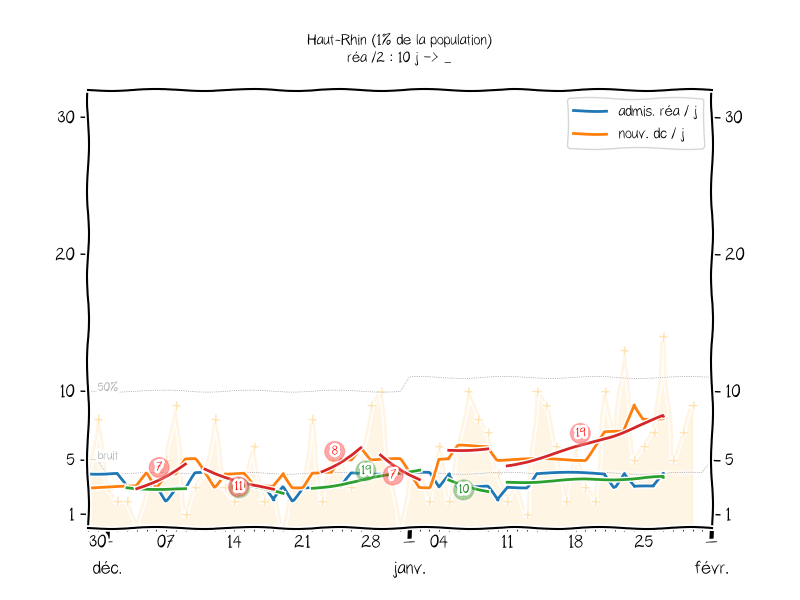 Haut-Rhin (1% de la population)
réa /2 : 10 j -> _
admis. réa / j
nouv. dc / j
30 30
20 20
10 10
5 5
1 1
50%
bruit
7 11 8 19 7 10 19
30 07 14 21 28 04 11 18 25
déc. janv. févr.